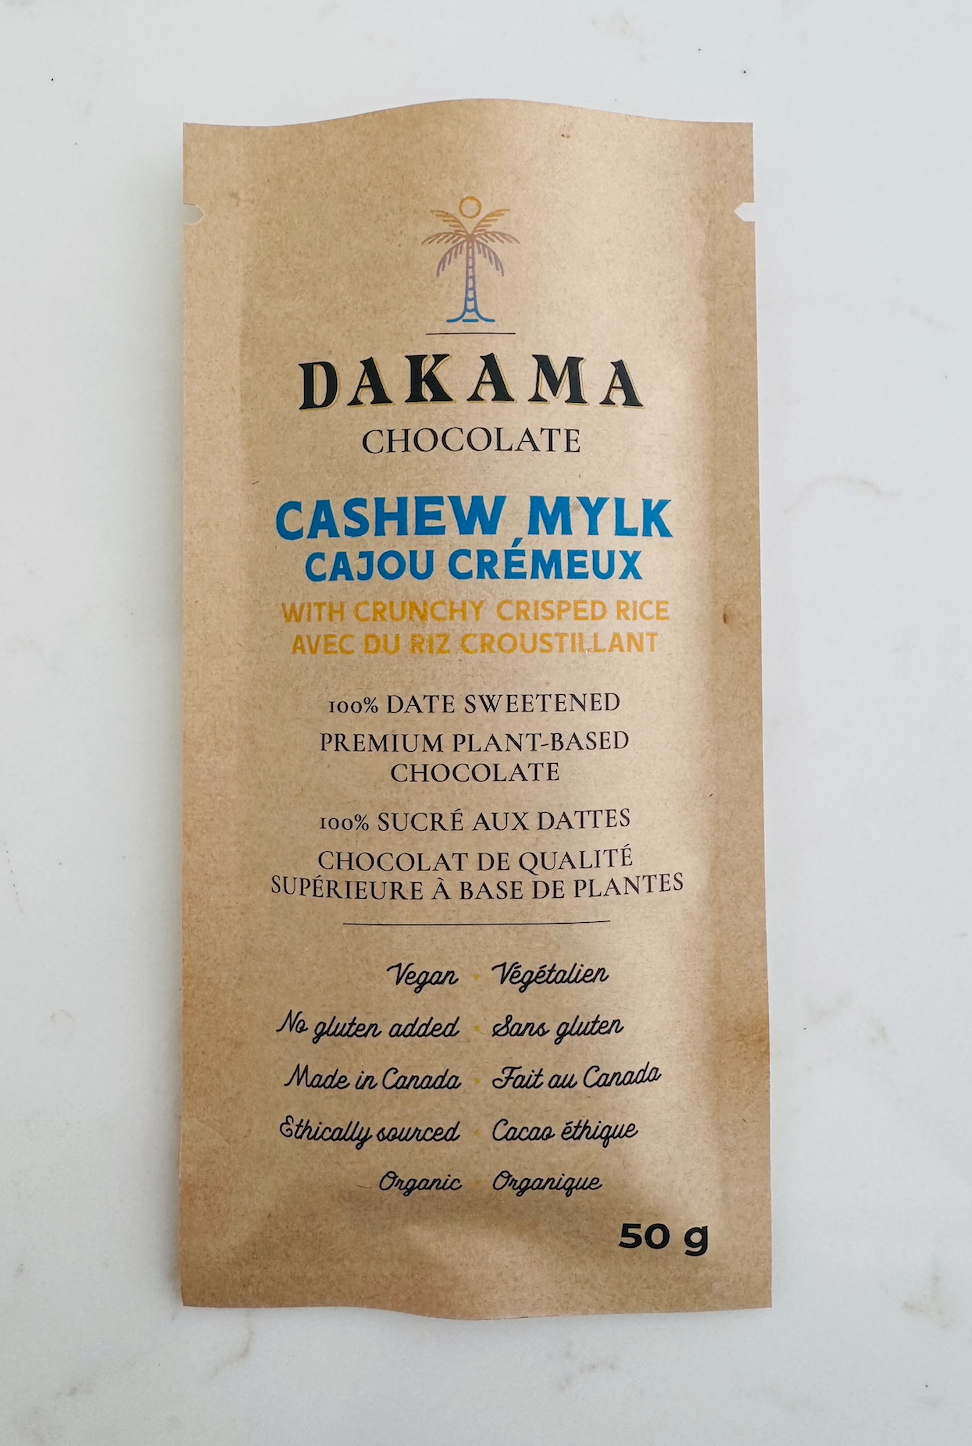 DAKAMA
CHOCOLATE
CASHEW MYLK
CAJOU CRÉMEUX
WITH CRUNCHY CRISPED RICE
AVEC DU RIZ CROUSTILLANT
100% DATE SWEETENED
PREMIUM PLANT-BASED
CHOCOLATE
100% SUCRÉ AUX DATTES
CHOCOLAT DE QUALITÉ
SUPÉRIEURE À BASE DE PLANTES
Vegan · Végétalien
No gluten added · Sans gluten
Made in Canada · Fait au Canada
Ethically sourced · Cacao éthique
Organic · Organique
50 g